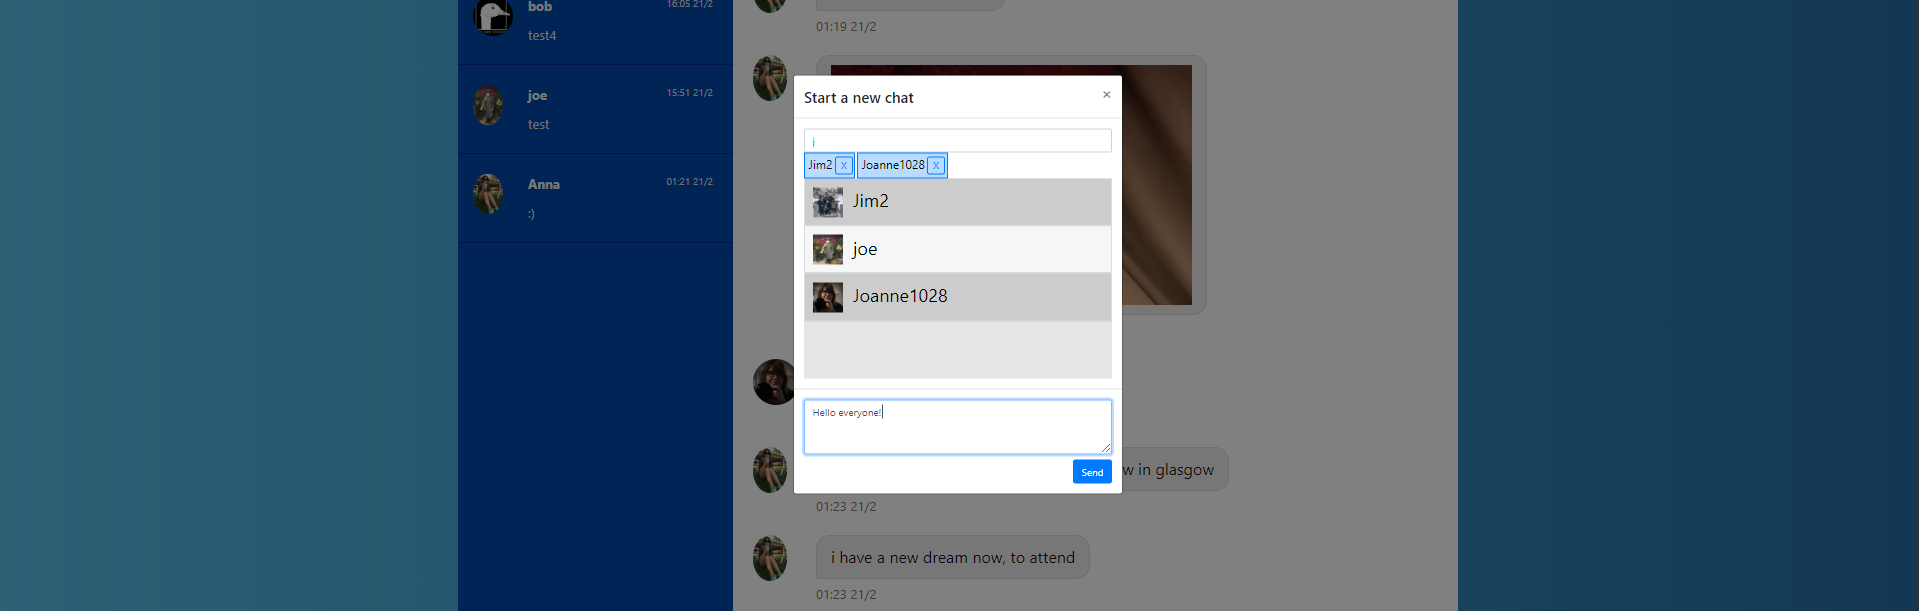 bob
16:05 21/2
test4
joe
15:51 21/2
test
Anna
01:21 21/2
:)
01:19 21/2
Start a new chat
×
j
Jim2 X Joanne1028 X
Jim2
joe
Joanne1028
Hello everyone!
Send
w in glasgow
01:23 21/2
i have a new dream now, to attend
01:23 21/2